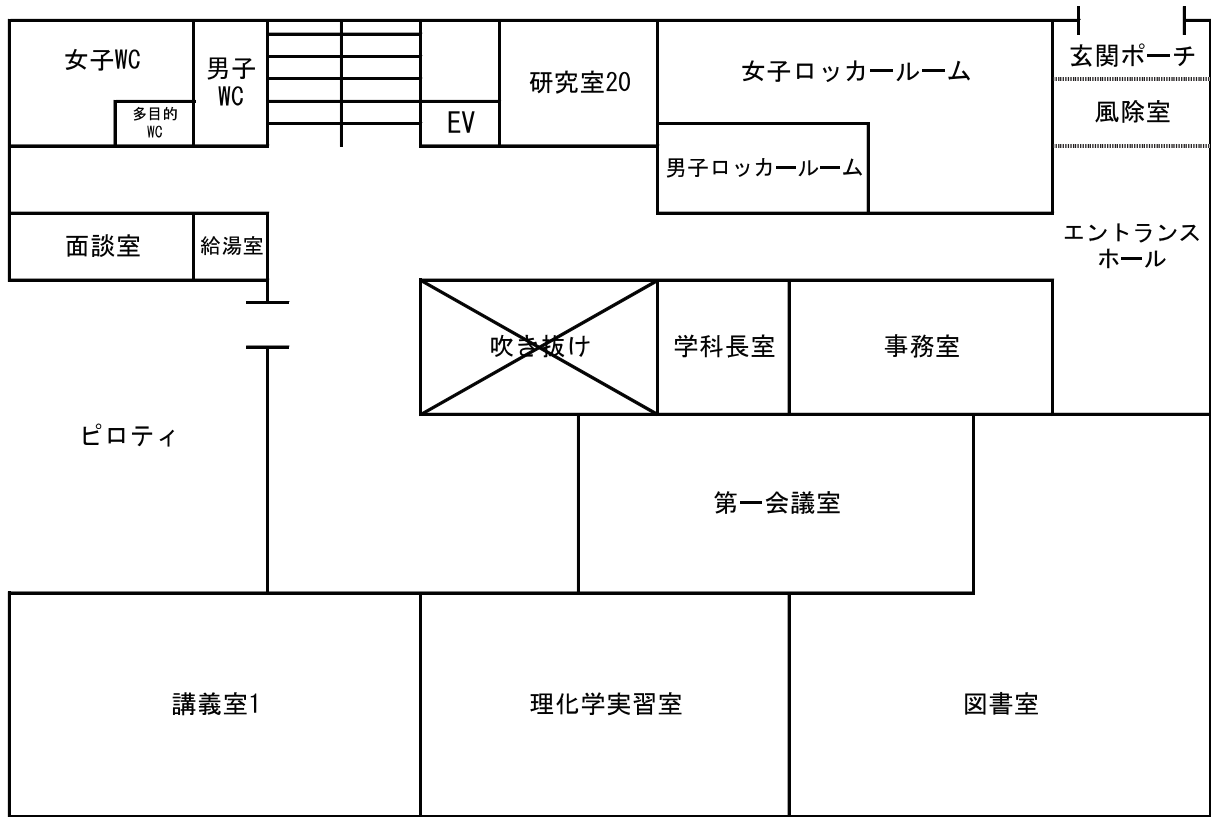 女子WC
男子
WC
多目的
WC
EV
研究室20
女子ロッカールーム
男子ロッカールーム
玄関ポーチ
風除室
エントランス
ホール
面談室
給湯室
吹き抜け
学科長室
事務室
ピロティ
第一会議室
講義室1
理化学実習室
図書室